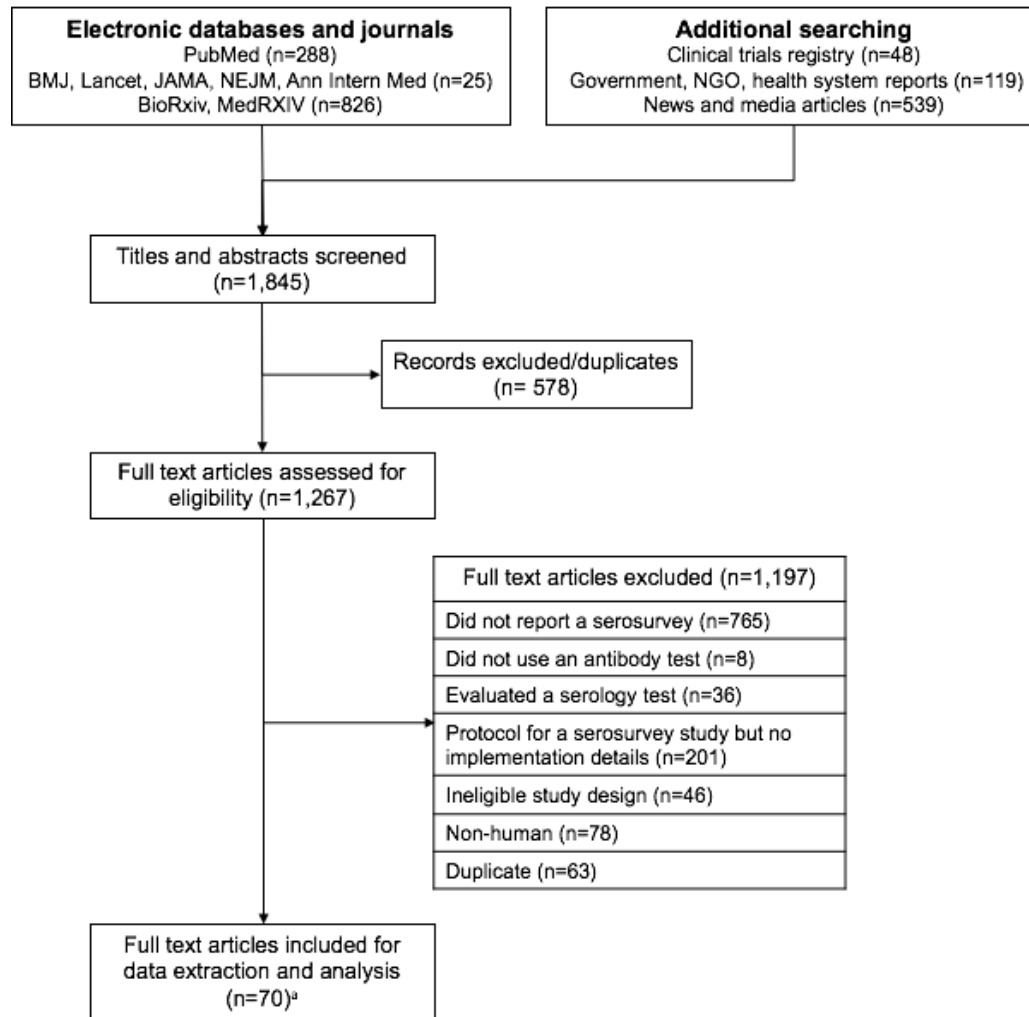 Electronic databases and journals
PubMed (n=288)
BMJ, Lancet, JAMA, NEJM, Ann Intern Med (n=25)
BioRxiv, MedRXIV (n=826)
Additional searching
Clinical trials registry (n=48)
Government, NGO, health system reports (n=119)
News and media articles (n=539)
Titles and abstracts screened
(n=1,845)
Records excluded/duplicates
(n= 578)
Full text articles assessed for
eligibility (n=1,267)
Full text articles excluded (n=1,197)
Did not report a serosurvey (n=765)
Did not use an antibody test (n=8)
Evaluated a serology test (n=36)
Protocol for a serosurvey study but no
implementation details (n=201)
Ineligible study design (n=46)
Non-human (n=78)
Duplicate (n=63)
Full text articles included for
data extraction and analysis
(n=70)ª